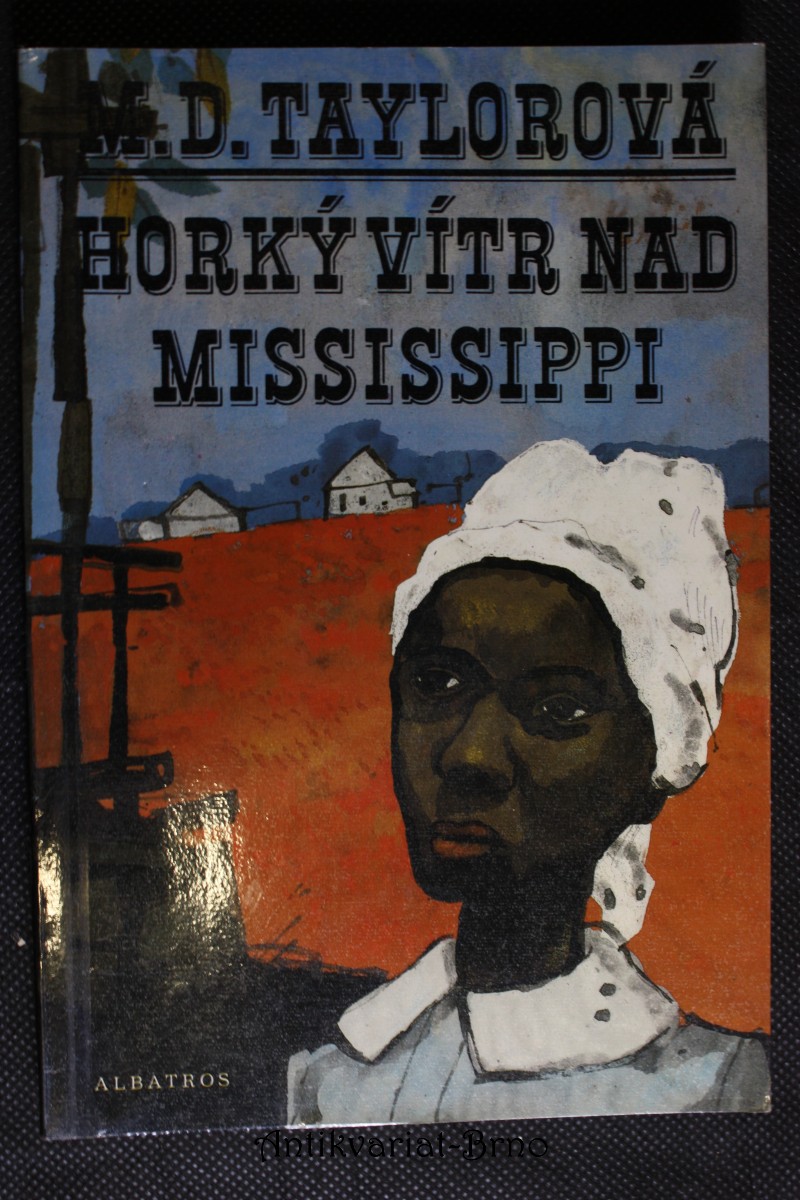 M.D. TAYLOROVÁ
HORKÝ VÍTR NAD
MISSISSIPPI
ALBATROS
Antikvariat-Brno